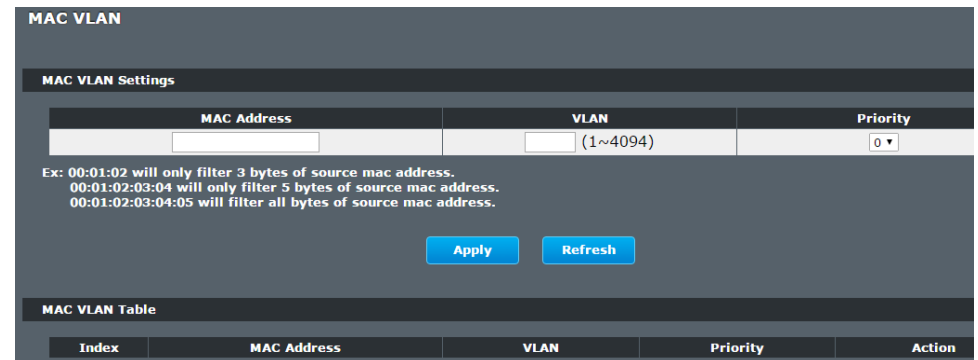 MAC VLAN
MAC VLAN Settings
MAC Address VLAN Priority
(1~4094) 0
Ex: 00:01:02 will only filter 3 bytes of source mac address.
00:01:02:03:04 will only filter 5 bytes of source mac address.
00:01:02:03:04:05 will filter all bytes of source mac address.
Apply Refresh
MAC VLAN Table
Index MAC Address VLAN Priority Action